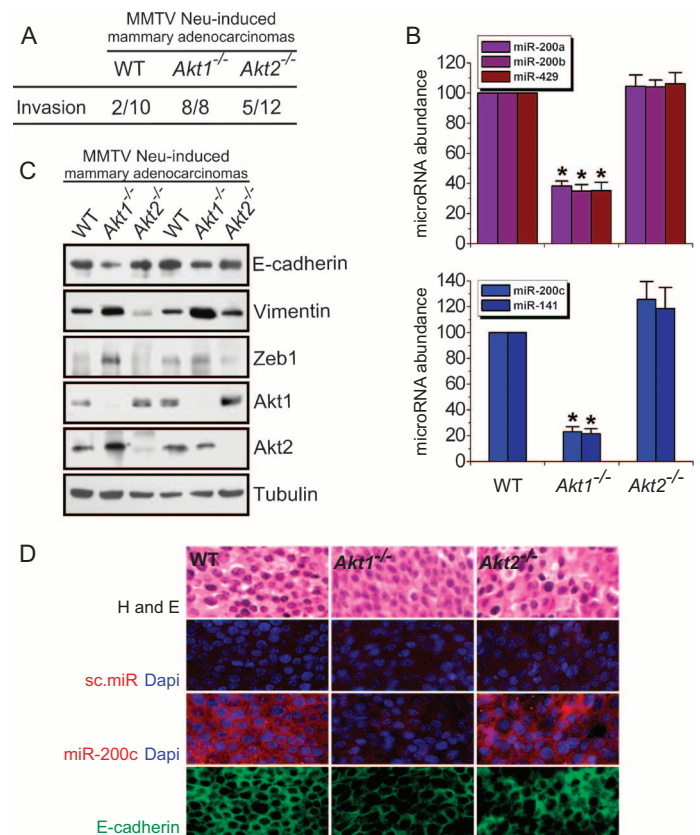 A
MMTV Neu-induced
mammary adenocarcinomas
WT Akt1-/- Akt2-/-
Invasion 2/10 8/8 5/12
B
miR-200a
miR-200b
miR-429
microRNA abundance
120
100
80
60
40
20
0
* * *
miR-200c
miR-141
microRNA abundance
140
120
100
80
60
40
20
0
* *
WT Akt1-/- Akt2-/-
C
MMTV Neu-induced
mammary adenocarcinomas
WT Akt1-/- Akt2-/- WT Akt1-/- Akt2-/-
E-cadherin
Vimentin
Zeb1
Akt1
Akt2
Tubulin
D
WT Akt1-/- Akt2-/-
H and E
sc.miR Dapi
miR-200c Dapi
E-cadherin